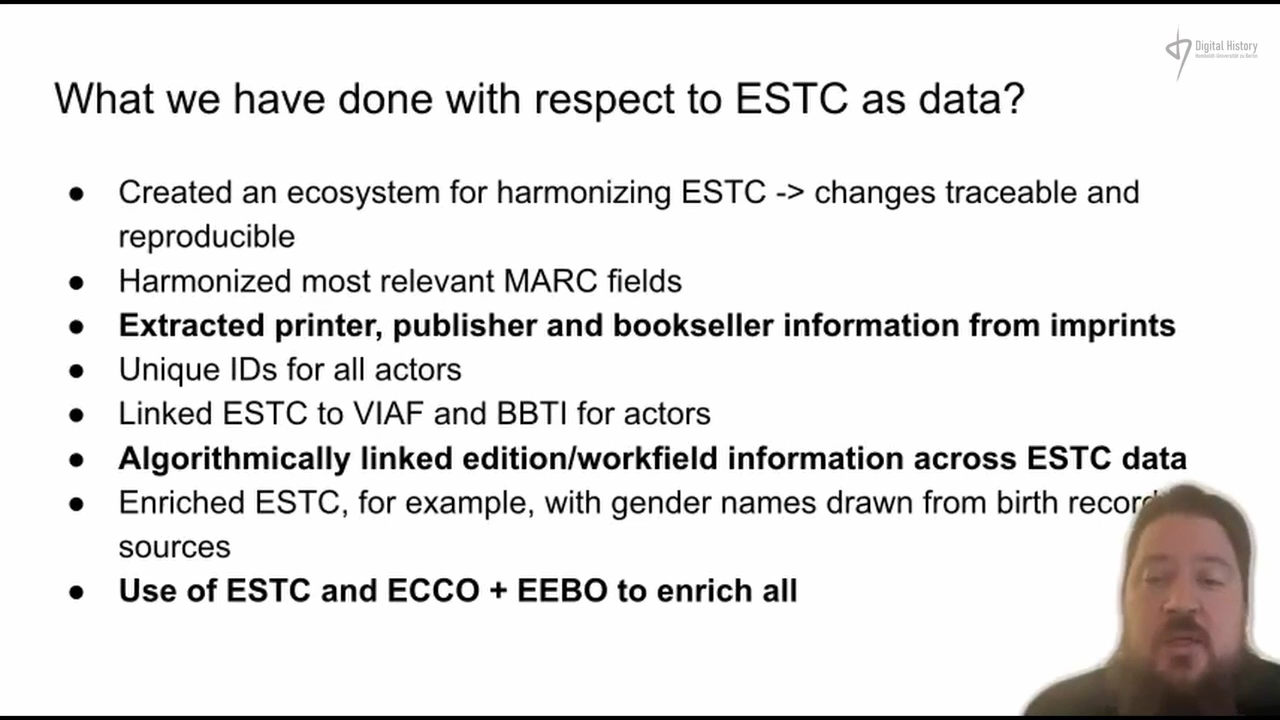 Digital History
Humboldt-Universität zu Berlin
What we have done with respect to ESTC as data?
● Created an ecosystem for harmonizing ESTC -> changes traceable and
reproducible
● Harmonized most relevant MARC fields
● Extracted printer, publisher and bookseller information from imprints
● Unique IDs for all actors
● Linked ESTC to VIAF and BBTI for actors
● Algorithmically linked edition/workfield information across ESTC data
● Enriched ESTC, for example, with gender names drawn from birth record
sources
● Use of ESTC and ECCO + EEBO to enrich all